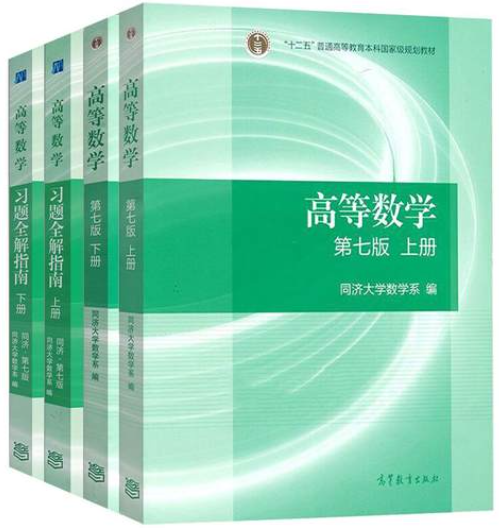 "十二五"普通高等教育本科国家级规划教材
高等数学
第七版 上册
同济大学数学系 编
高等教育出版社
高等数学
第七版 上册
同济大学数学系 编
高等数学
第七版 下册
同济大学数学系 编
高等数学
习题全解指南
上册
同济·第七版
同济大学数学系 编
高等数学
习题全解指南
下册
同济·第七版
同济大学数学系 编